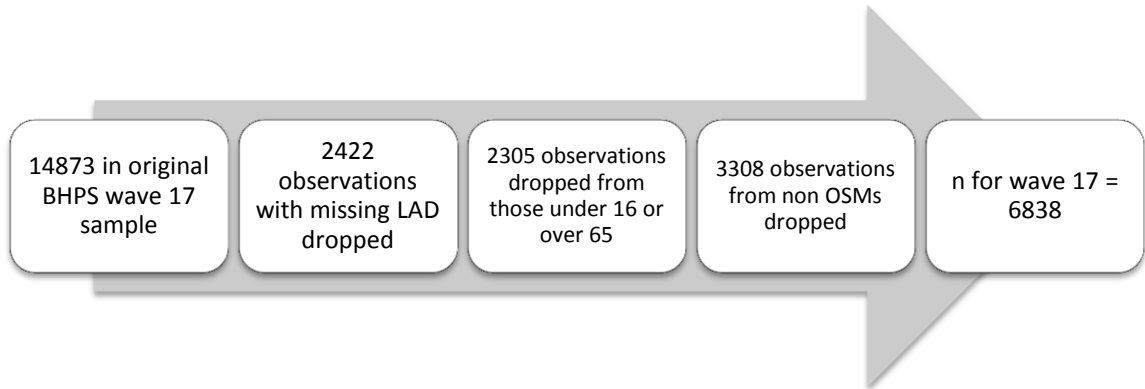 14873 in original
BHPS wave 17
sample
2422
observations
with missing LAD
dropped
2305 observations
dropped from
those under 16 or
over 65
3308 observations
from non OSMs
dropped
n for wave 17 =
6838